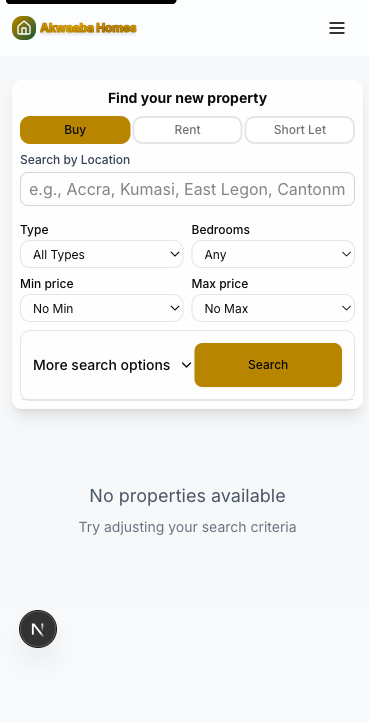 Akwaaba Homes
Find your new property
Buy
Rent
Short Let
Search by Location
e.g., Accra, Kumasi, East Legon, Cantonm
Type
Bedrooms
All Types
Any
Min price
Max price
No Min
No Max
More search options
Search
No properties available
Try adjusting your search criteria
N